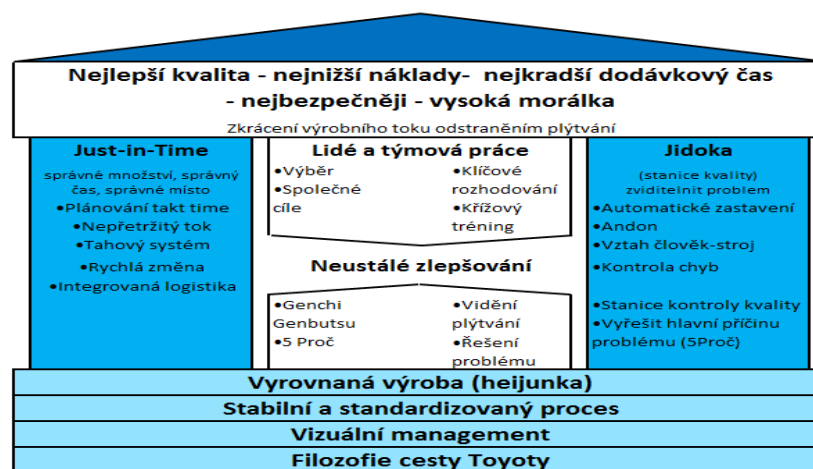 Nejlepší kvalita - nejnižší náklady- nejkradší dodávkový čas
- nejbezpečněji - vysoká morálka
Zkrácení výrobního toku odstraněním plýtvání
Just-in-Time
správné množství, správný
čas, správné místo
•Plánování takt time
•Nepřetržitý tok
•Tahový systém
•Rychlá změna
•Integrovaná logistika
Lidé a týmová práce
•Výběr
•Společné
cíle
•Klíčové
rozhodování
•Křížový
tréning
Neustálé zlepšování
•Genchi
Genbutsu
•5 Proč
•Vidění
plýtvání
•Řešení
problému
Jidoka
(stanice kvality)
zviditelnit problem
•Automatické zastavení
•Andon
•Vztah člověk-stroj
•Kontrola chyb
•Stanice kontroly kvality
•Vyřešit hlavní příčinu
problému (5Proč)
Vyrovnaná výroba (heijunka)
Stabilní a standardizovaný proces
Vizuální management
Filozofie cesty Toyoty